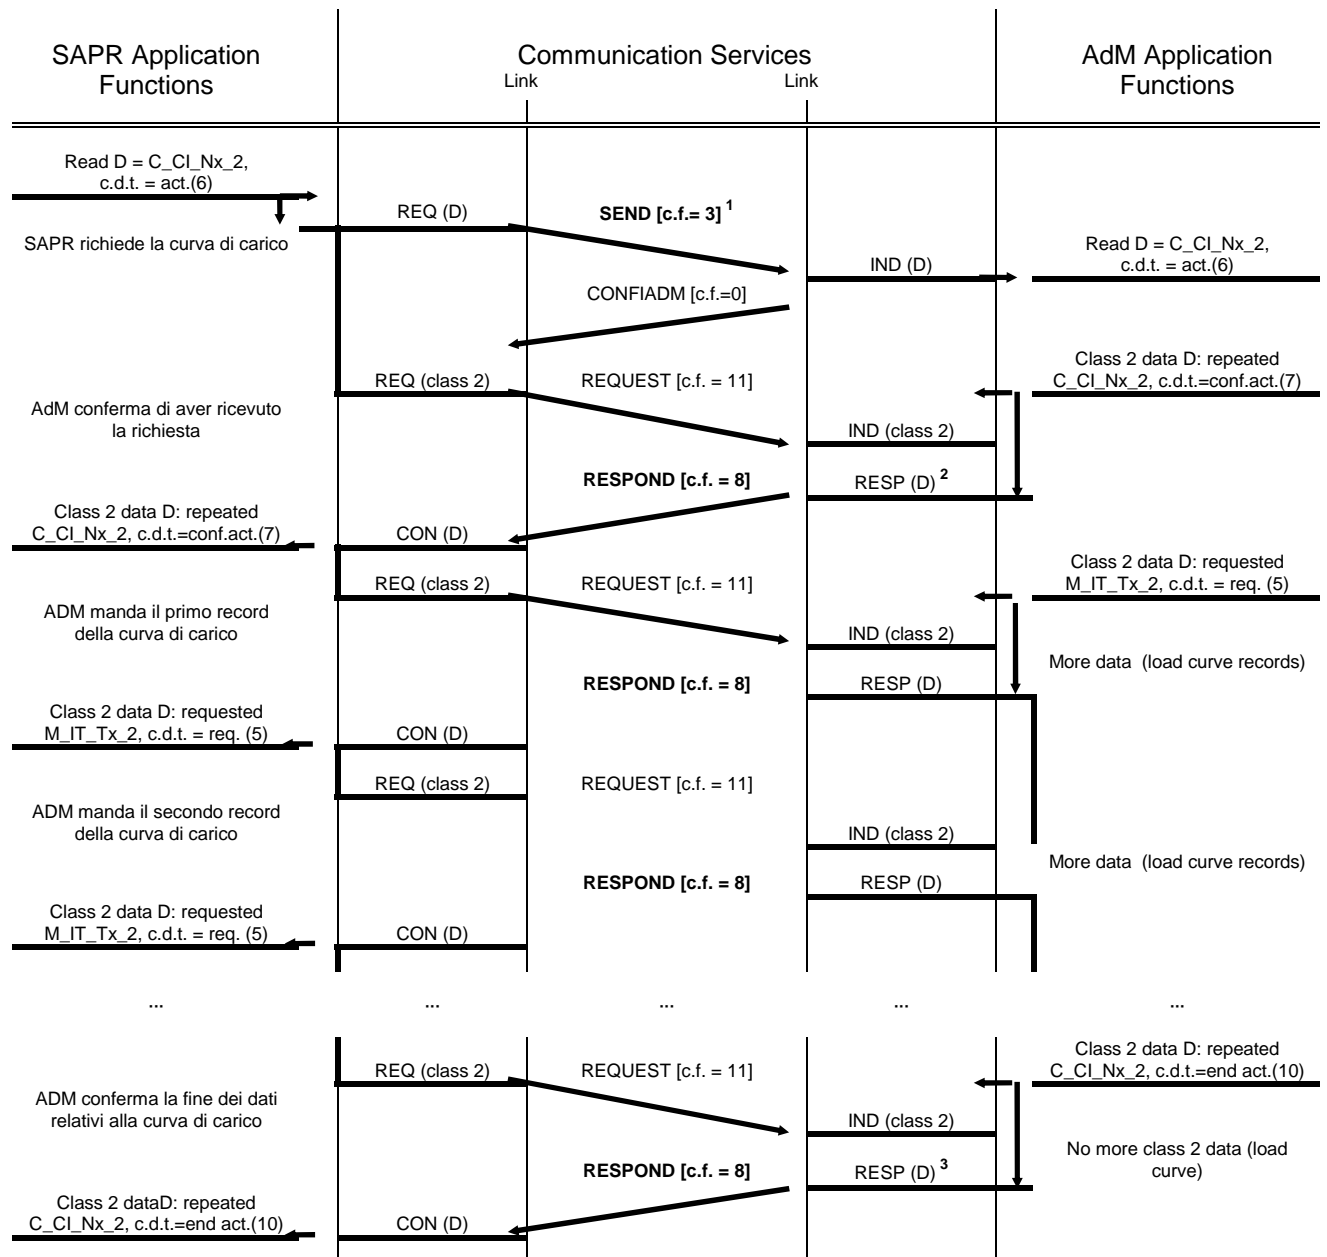 SAPR Application
Functions
Communication Services
Link
Link
AdM Application
Functions
Read D = C_CI_Nx_2,
c.d.t. = act.(6)
REQ (D)
SEND [c.f.= 3] 1
SAPR richiede la curva di carico
IND (D)
Read D = C_CI_Nx_2,
c.d.t. = act.(6)
CONFIADM [c.f.=0]
REQ (class 2)
REQUEST [c.f. = 11]
Class 2 data D: repeated
C_CI_Nx_2, c.d.t.=conf.act.(7)
AdM conferma di aver ricevuto
la richiesta
IND (class 2)
RESPOND [c.f. = 8]
RESP (D) 2
Class 2 data D: repeated
C_CI_Nx_2, c.d.t.=conf.act.(7)
CON (D)
REQ (class 2)
REQUEST [c.f. = 11]
Class 2 data D: requested
M_IT_Tx_2, c.d.t. = req. (5)
ADM manda il primo record
della curva di carico
IND (class 2)
More data (load curve records)
RESPOND [c.f. = 8]
RESP (D)
Class 2 data D: requested
M_IT_Tx_2, c.d.t. = req. (5)
CON (D)
REQ (class 2)
REQUEST [c.f. = 11]
ADM manda il secondo record
della curva di carico
IND (class 2)
More data (load curve records)
RESPOND [c.f. = 8]
RESP (D)
Class 2 data D: requested
M_IT_Tx_2, c.d.t. = req. (5)
CON (D)
... ... ... ... ...
REQ (class 2)
REQUEST [c.f. = 11]
Class 2 data D: repeated
C_CI_Nx_2, c.d.t.=end act.(10)
ADM conferma la fine dei dati
relativi alla curva di carico
IND (class 2)
No more class 2 data (load
curve)
RESPOND [c.f. = 8]
RESP (D) 3
Class 2 dataD: repeated
C_CI_Nx_2, c.d.t.=end act.(10)
CON (D)